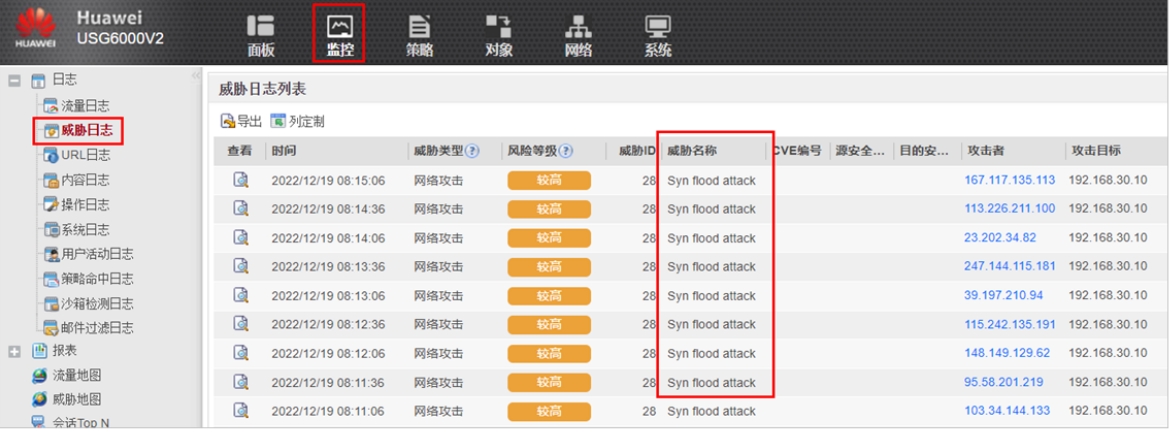 HUAWEI
Huawei
USG6000V2
面板 监控 策略 对象 网络 系统
日志
流量日志
威胁日志
URL日志
内容日志
操作日志
系统日志
用户活动日志
策略命中日志
沙箱检测日志
邮件过滤日志
报表
流量地图
威胁地图
会话Top N
威胁日志列表
导出 列定制
查看 时间 威胁类型 风险等级 威胁ID 威胁名称 CVE编号 源安全... 目的安... 攻击者 攻击目标
2022/12/19 08:15:06 网络攻击 较高 28 Syn flood attack 167.117.135.113 192.168.30.10
2022/12/19 08:14:36 网络攻击 较高 28 Syn flood attack 113.226.211.100 192.168.30.10
2022/12/19 08:14:06 网络攻击 较高 28 Syn flood attack 23.202.34.82 192.168.30.10
2022/12/19 08:13:36 网络攻击 较高 28 Syn flood attack 247.144.115.181 192.168.30.10
2022/12/19 08:13:06 网络攻击 较高 28 Syn flood attack 39.197.210.94 192.168.30.10
2022/12/19 08:12:36 网络攻击 较高 28 Syn flood attack 115.242.135.191 192.168.30.10
2022/12/19 08:12:06 网络攻击 较高 28 Syn flood attack 148.149.129.62 192.168.30.10
2022/12/19 08:11:36 网络攻击 较高 28 Syn flood attack 95.58.201.219 192.168.30.10
2022/12/19 08:11:06 网络攻击 较高 28 Syn flood attack 103.34.144.133 192.168.30.10